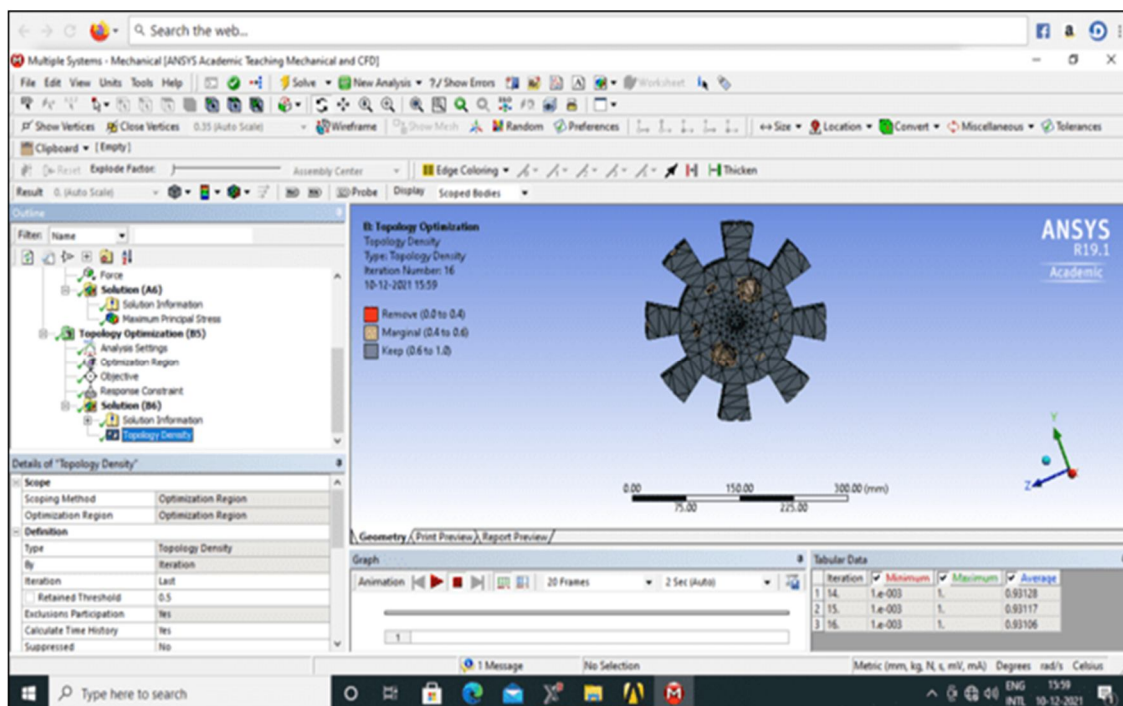 Search the web...
Multiple Systems - Mechanical [ANSYS Academic Teaching Mechanical and CFD]
File Edit View Units Tools Help Solve New Analysis ?/ Show Errors Worksheet
Show Vertices Close Vertices 0.35 (Auto Scale) Wireframe Show Mesh Random Preferences Size Location Convert Miscellaneous Tolerances
Clipboard [Empty]
Reset Explode Factor: Assembly Center Edge Coloring Thicken
Result 0. (Auto Scale) Probe Display Scoped Bodies
Outline
Filter: Name
Force
Solution (A6)
Solution Information
Maximum Principal Stress
Topology Optimization (B5)
Analysis Settings
Optimization Region
Objective
Response Constraint
Solution (B6)
Solution Information
Topology Density
B: Topology Optimization
Topology Density
Type: Topology Density
Iteration Number: 16
10-12-2021 15:59
Remove (0.0 to 0.4)
Marginal (0.4 to 0.6)
Keep (0.6 to 1.0)
ANSYS
R19.1
Academic
Y
Z
0.00 150.00 300.00 (mm)
75.00 225.00
Details of "Topology Density"
Scope
Scoping Method Optimization Region
Optimization Region Optimization Region
Definition
Type Topology Density
By Iteration
Iteration Last
Retained Threshold 0.5
Exclusions Participation Yes
Calculate Time History Yes
Suppressed No
Geometry Print Preview Report Preview
Graph
Animation 20 Frames 2 Sec (Auto)
1
Tabular Data
Iteration Minimum Maximum Average
1 14. 1.e-003 1. 0.93128
2 15. 1.e-003 1. 0.93117
3 16. 1.e-003 1. 0.93106
1 Message No Selection Metric (mm, kg, N, s, mV, mA) Degrees rad/s Celsius
Type here to search
ENG 15:59
INTL 10-12-2021